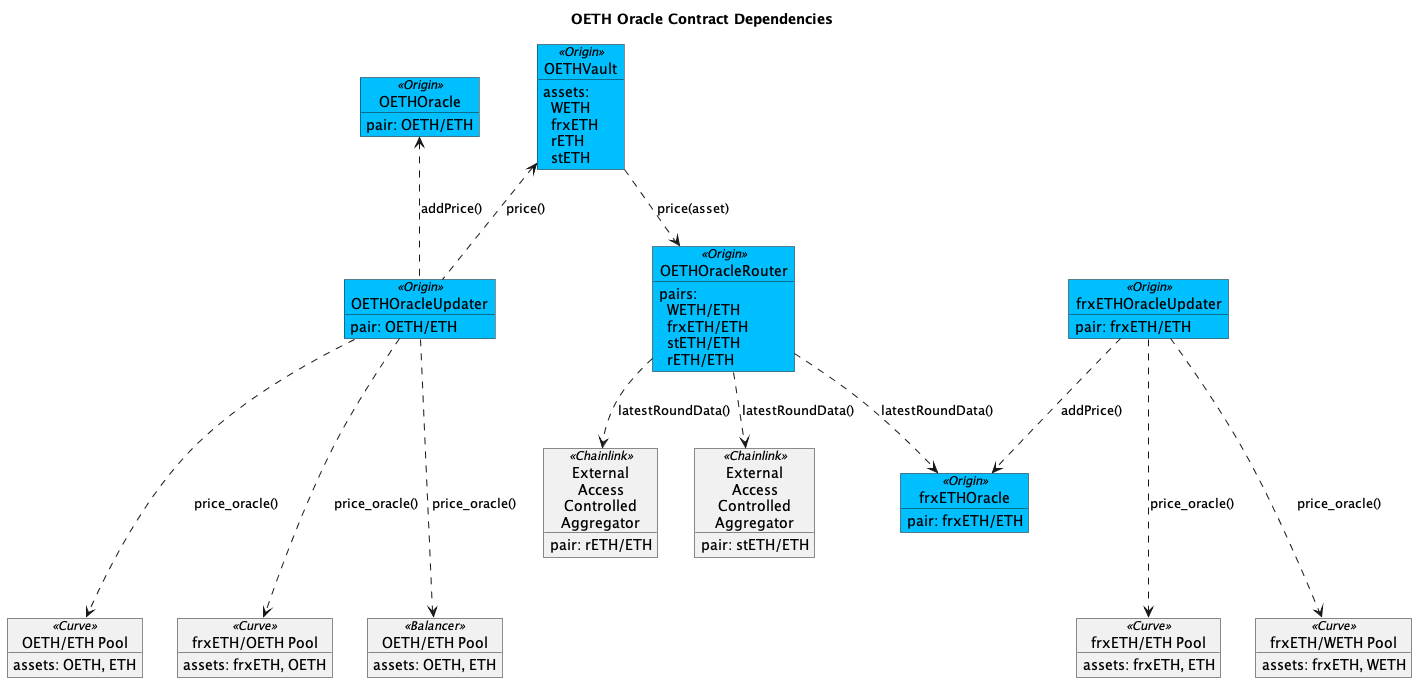 OETH Oracle Contract Dependencies
«Origin»
OETHVault
assets:
WETH
frxETH
rETH
stETH
«Origin»
OETHOracle
pair: OETH/ETH
addPrice()
price()
price(asset)
«Origin»
OETHOracleRouter
pairs:
WETH/ETH
frxETH/ETH
stETH/ETH
rETH/ETH
«Origin»
OETHOracleUpdater
pair: OETH/ETH
«Origin»
frxETHOracleUpdater
pair: frxETH/ETH
latestRoundData()
latestRoundData()
latestRoundData()
addPrice()
«Chainlink»
External
Access
Controlled
Aggregator
pair: rETH/ETH
«Chainlink»
External
Access
Controlled
Aggregator
pair: stETH/ETH
«Origin»
frxETHOracle
pair: frxETH/ETH
price_oracle()
price_oracle()
price_oracle()
price_oracle()
price_oracle()
«Curve»
OETH/ETH Pool
assets: OETH, ETH
«Curve»
frxETH/OETH Pool
assets: frxETH, OETH
«Balancer»
OETH/ETH Pool
assets: OETH, ETH
«Curve»
frxETH/ETH Pool
assets: frxETH, ETH
«Curve»
frxETH/WETH Pool
assets: frxETH, WETH